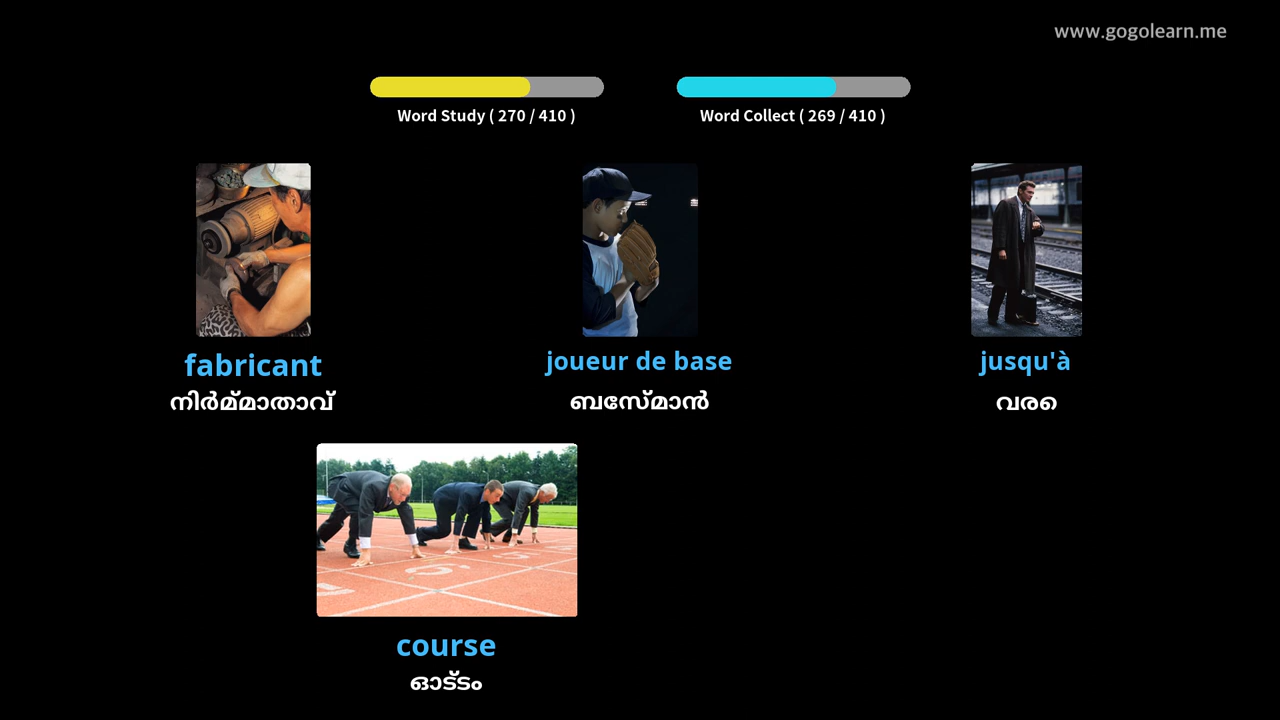 www.gogolearn.me
Word Study ( 270 / 410 )
Word Collect ( 269 / 410 )
fabricant
നിർമ്മാതാവ്
joueur de base
ബേസ്മാൻ
jusqu'à
വരെ
course
ഓട്ടം